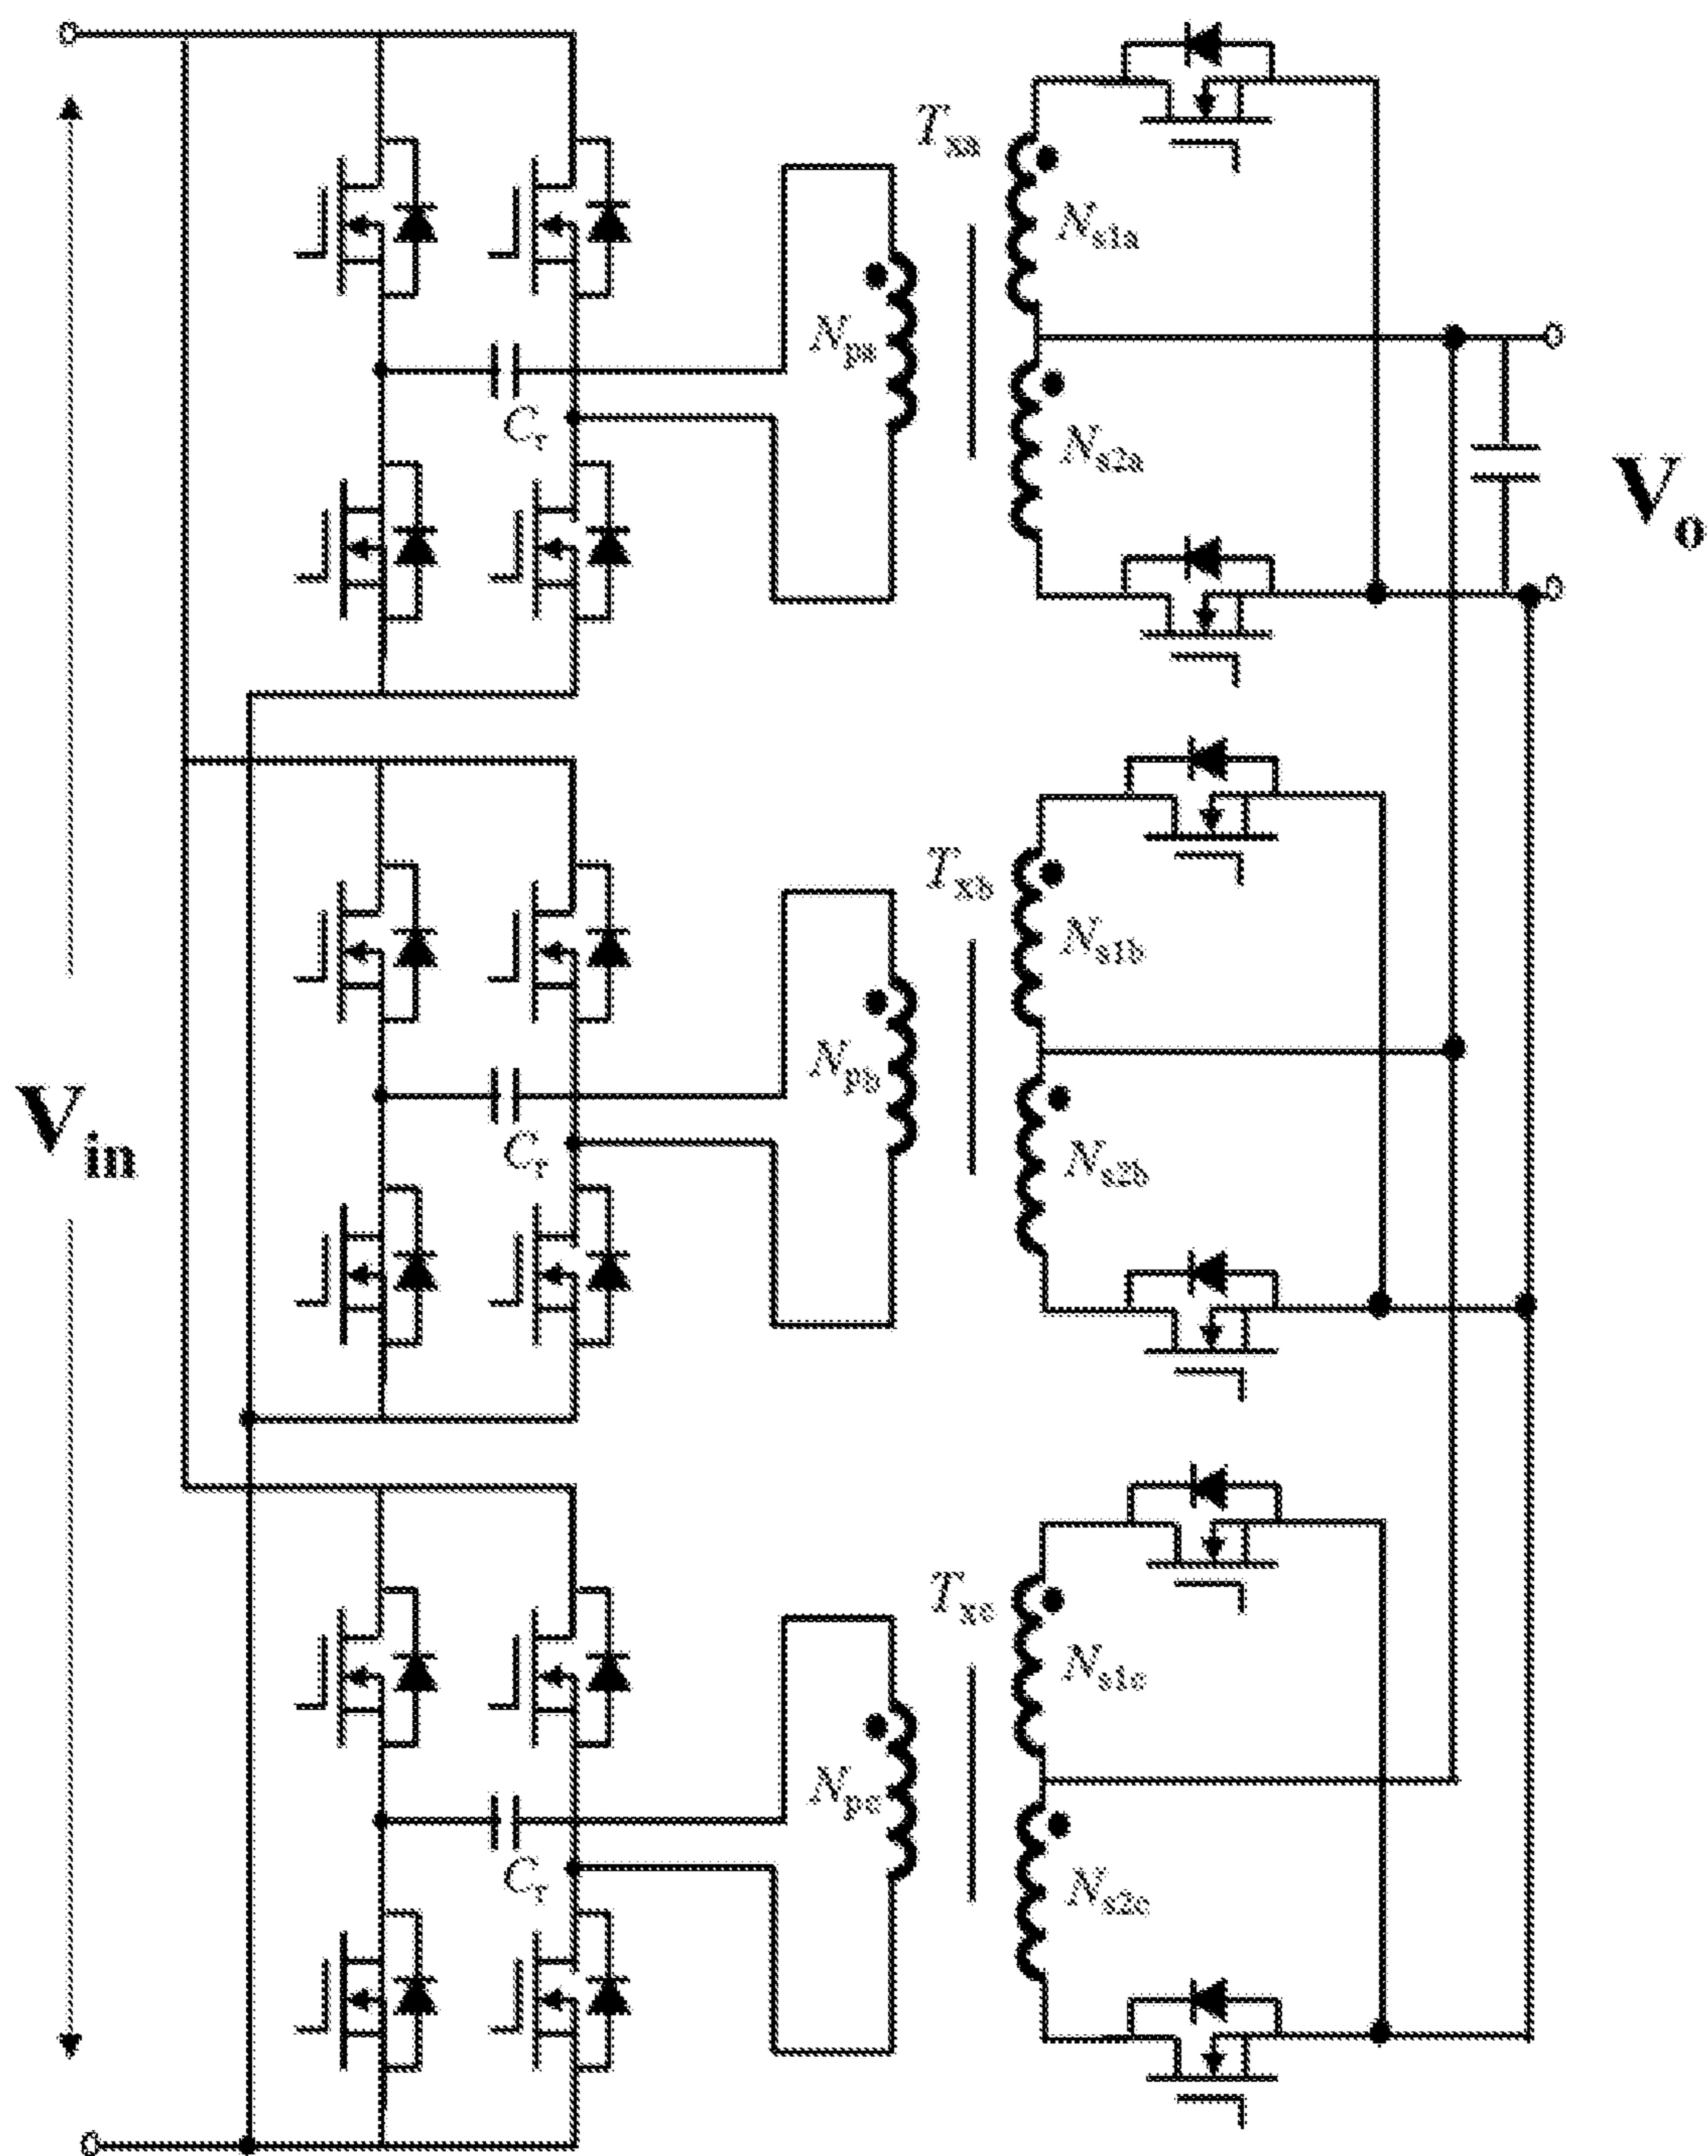 Txa
Ns1a
Npa
Cr
Ns2a
Vo
Txb
Ns1b
Npb
Vin
Cr
Ns2b
Txc
Ns1c
Npc
Cr
Ns2c